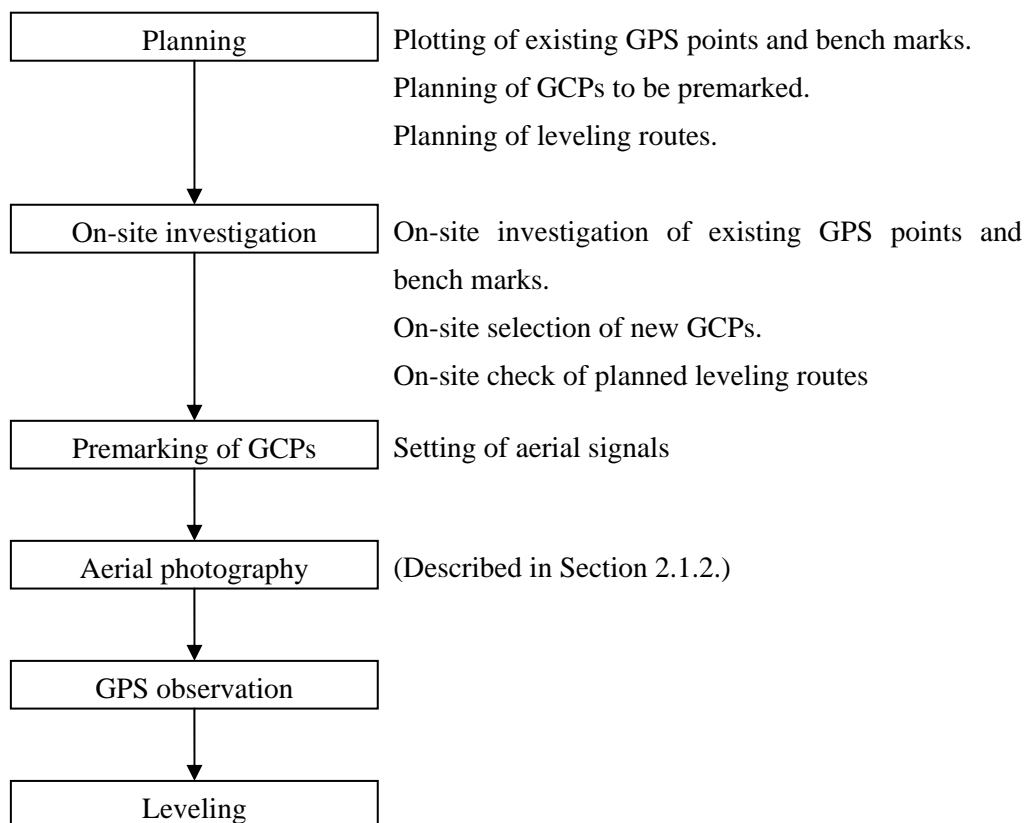 Planning
Plotting of existing GPS points and bench marks.
Planning of GCPs to be premarked.
Planning of leveling routes.
On-site investigation
On-site investigation of existing GPS points and
bench marks.
On-site selection of new GCPs.
On-site check of planned leveling routes
Premarking of GCPs
Setting of aerial signals
Aerial photography
(Described in Section 2.1.2.)
GPS observation
Leveling